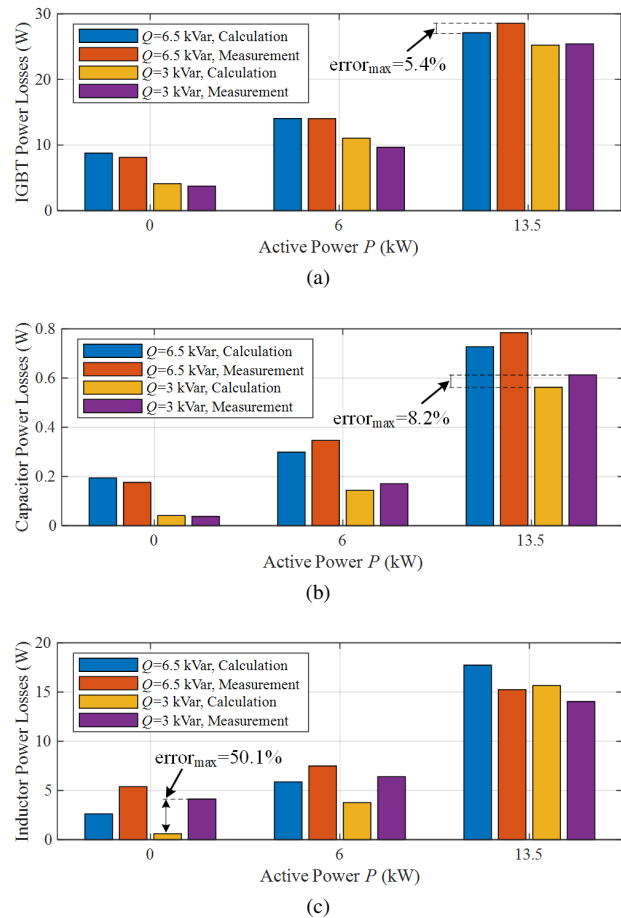 30
20
10
0
IGBT Power Losses (W)
Q=6.5 kVar, Calculation
Q=6.5 kVar, Measurement
Q=3 kVar, Calculation
Q=3 kVar, Measurement
error_max=5.4%
0 6 13.5
Active Power P (kW)
(a)
0.8
0.6
0.4
0.2
0
Capacitor Power Losses (W)
Q=6.5 kVar, Calculation
Q=6.5 kVar, Measurement
Q=3 kVar, Calculation
Q=3 kVar, Measurement
error_max=8.2%
0 6 13.5
Active Power P (kW)
(b)
20
15
10
5
0
Inductor Power Losses (W)
Q=6.5 kVar, Calculation
Q=6.5 kVar, Measurement
Q=3 kVar, Calculation
Q=3 kVar, Measurement
error_max=50.1%
0 6 13.5
Active Power P (kW)
(c)